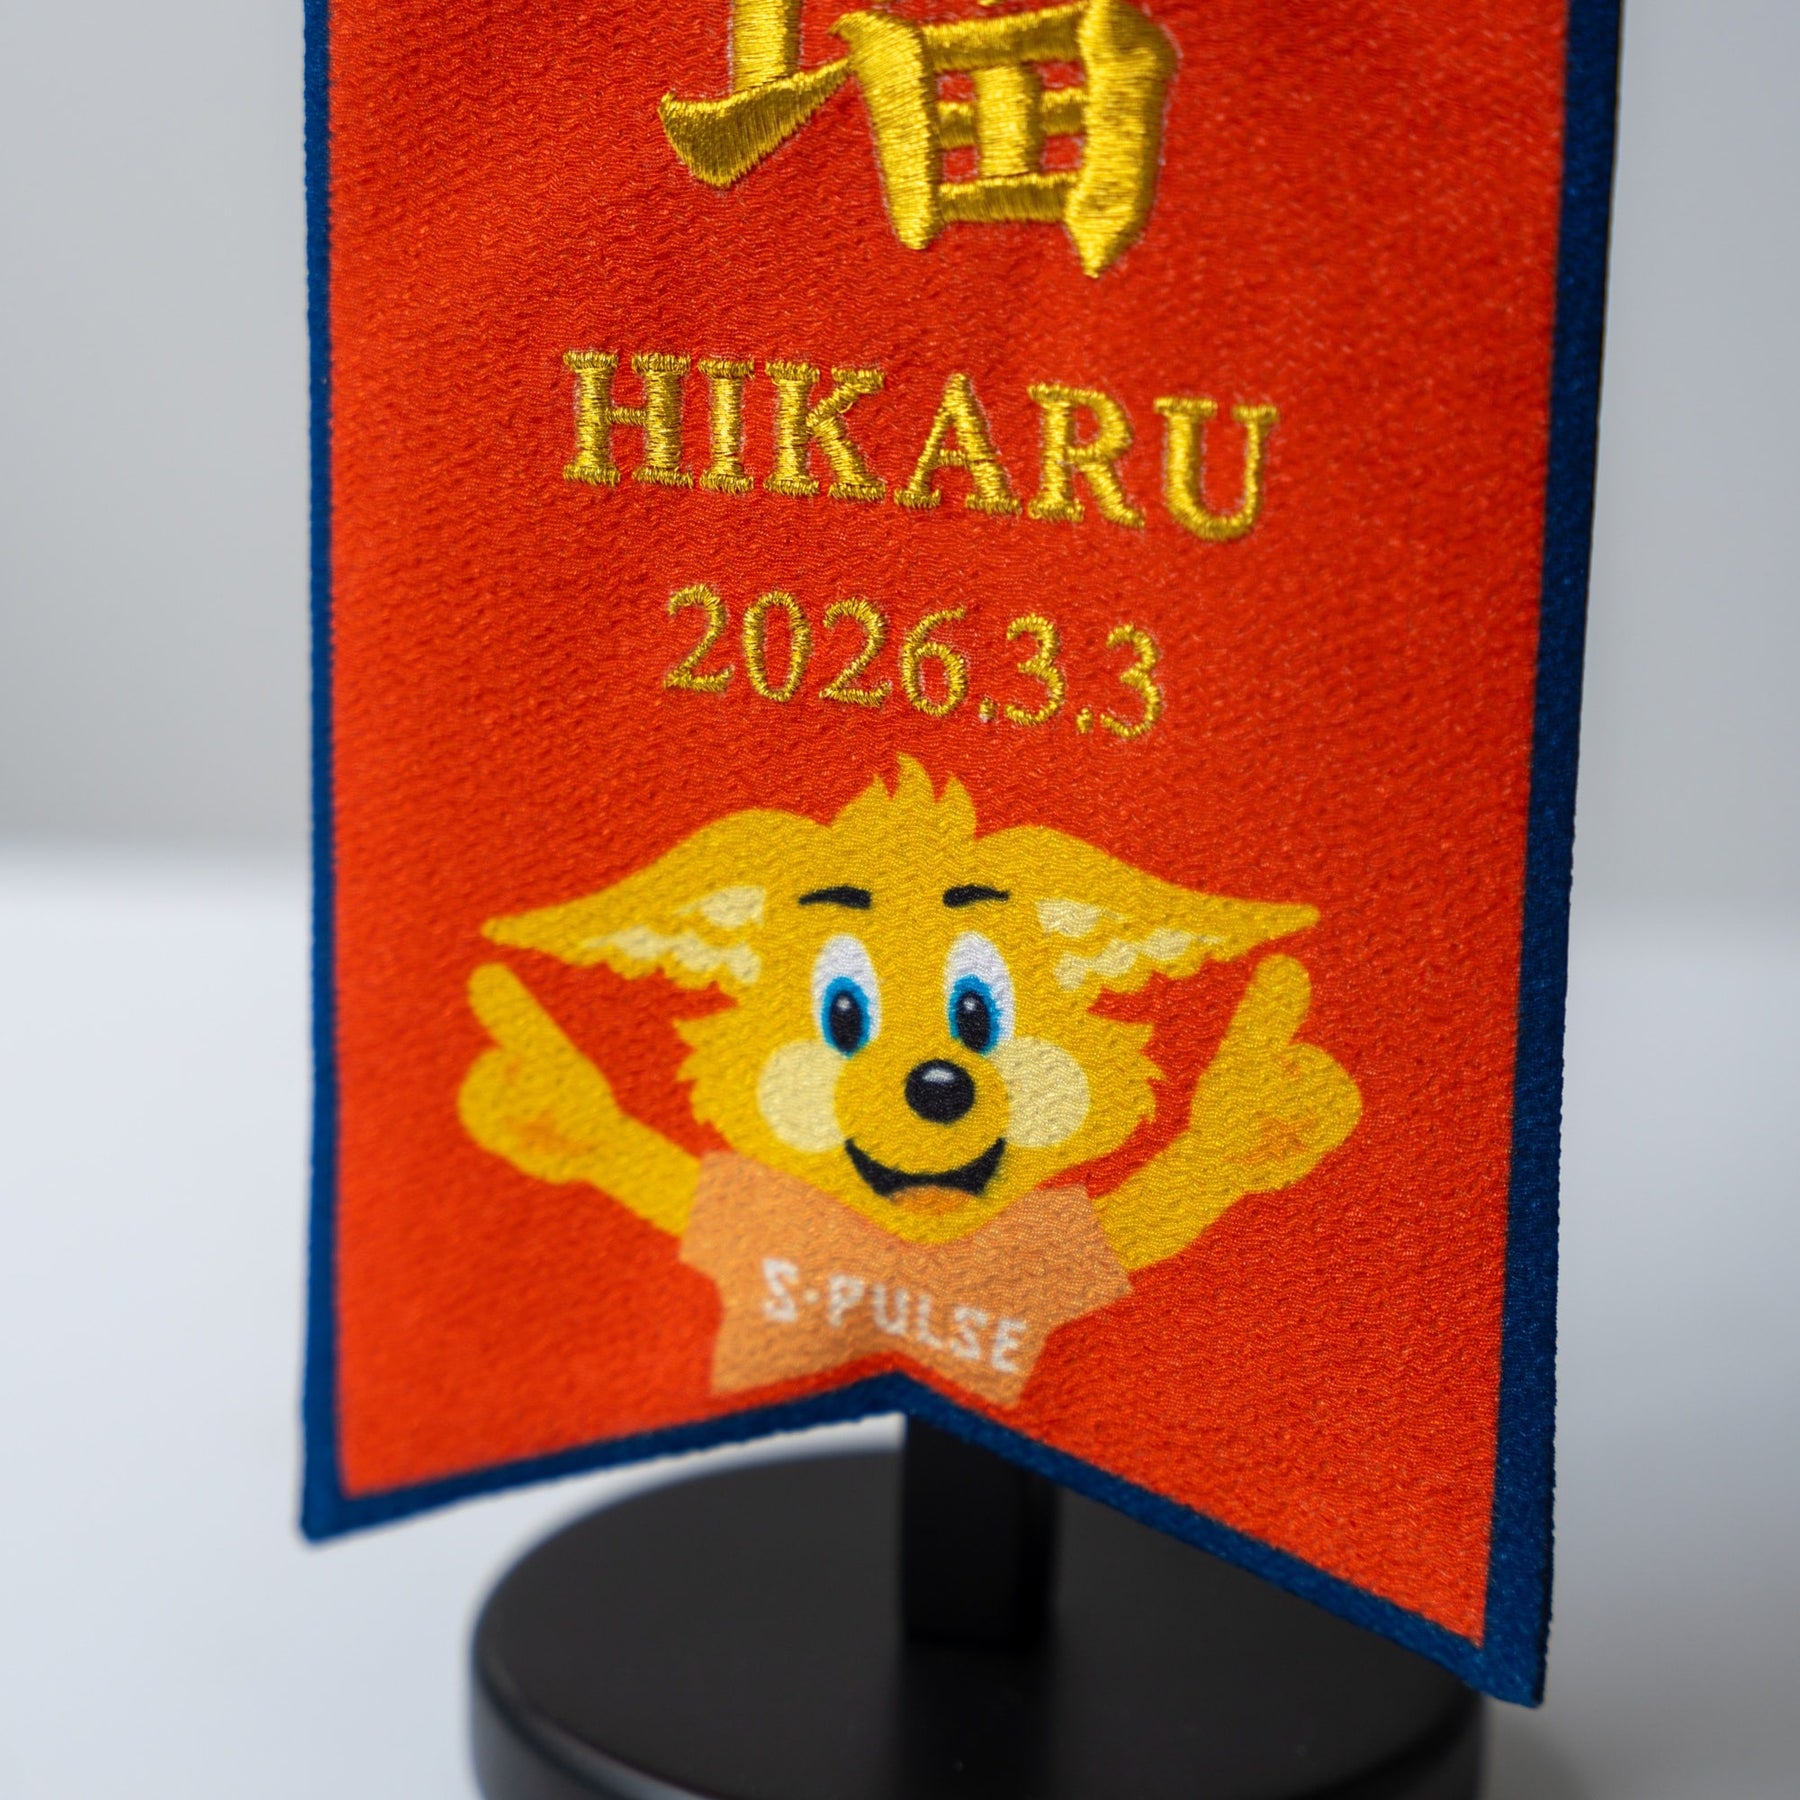 HIKARU
2026.3.3
S-PULSE